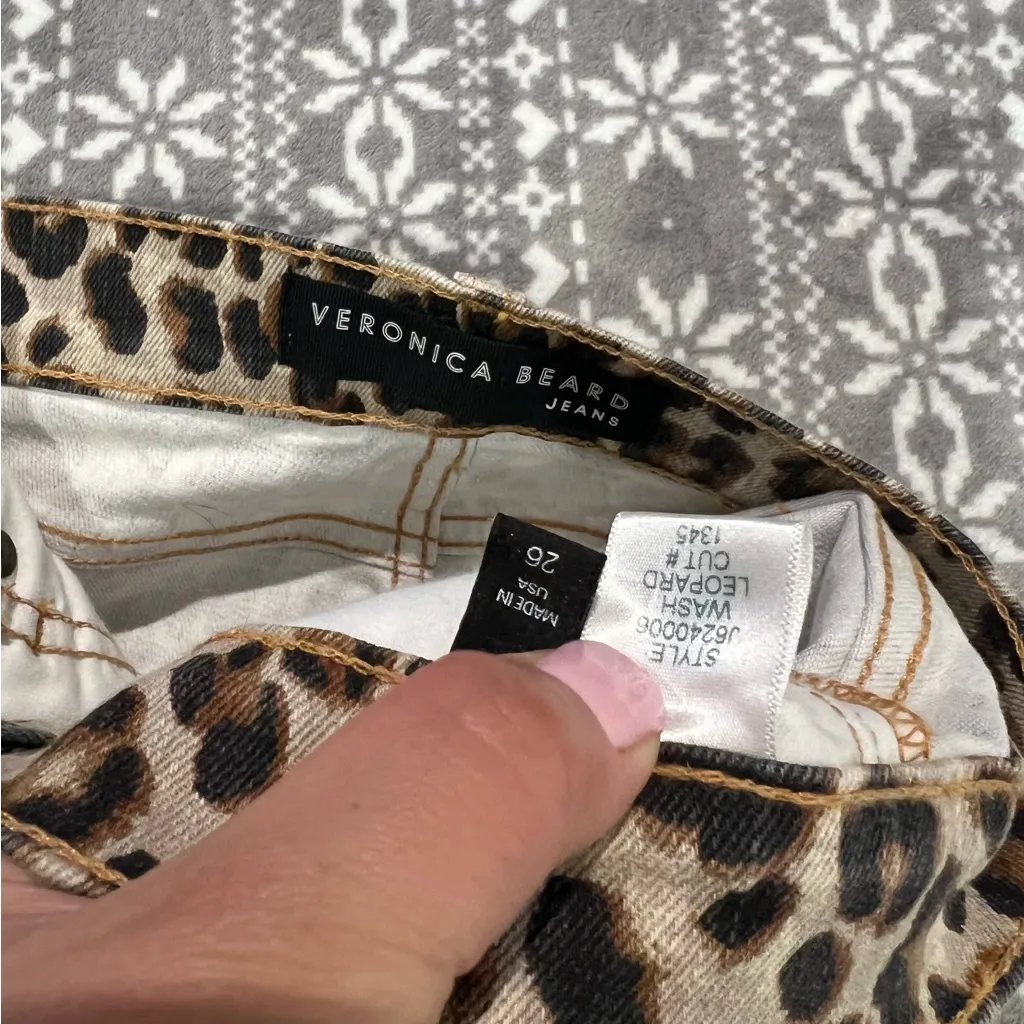 VERONICA BEARD
JEANS
26
MADE IN
USA
STYLE
J6240006
WASH
LEOPARD
CUT#
1345